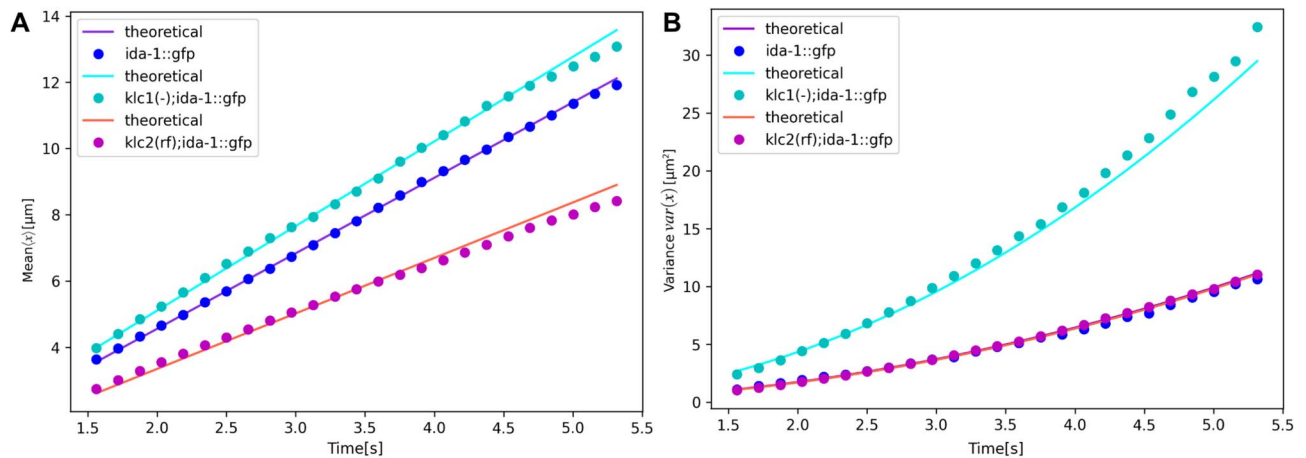 A
theoretical
ida-1::gfp
theoretical
klc1(-);ida-1::gfp
theoretical
klc2(rf);ida-1::gfp
Mean⟨x⟩[μm]
14
12
10
8
6
4
1.5 2.0 2.5 3.0 3.5 4.0 4.5 5.0 5.5
Time[s]
B
theoretical
ida-1::gfp
theoretical
klc1(-);ida-1::gfp
theoretical
klc2(rf);ida-1::gfp
Variance var(x) [μm²]
30
25
20
15
10
5
0
1.5 2.0 2.5 3.0 3.5 4.0 4.5 5.0 5.5
Time[s]